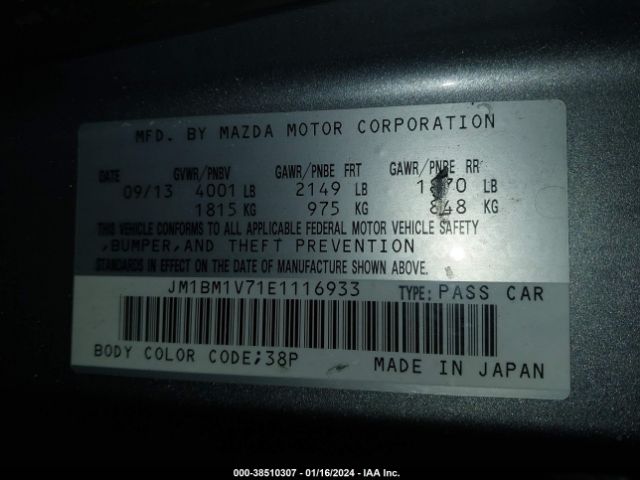 MFD. BY MAZDA MOTOR CORPORATION
DATE GVWR/PNBV GAWR/PNBE FRT GAWR/PNBE RR
09/13 4001 LB 2149 LB LB
1815 KG 975 KG 848 KG
THIS VEHICLE CONFORMS TO ALL APPLICABLE FEDERAL MOTOR VEHICLE SAFETY
,BUMPER,AND THEFT PREVENTION
STANDARDS IN EFFECT ON THE DATE OF MANUFACTURE SHOWN ABOVE.
JM1BM1V71E1116933 TYPE: PASS CAR
BODY COLOR CODE;38P MADE IN JAPAN
000-38510307 - 01/16/2024 - IAA Inc.